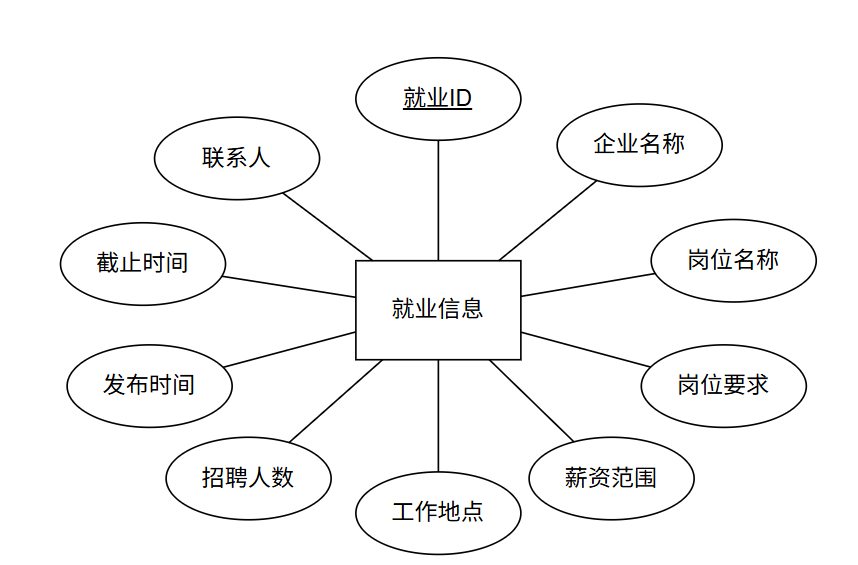 就业ID
企业名称
联系人
岗位名称
截止时间
就业信息
发布时间
岗位要求
招聘人数
薪资范围
工作地点